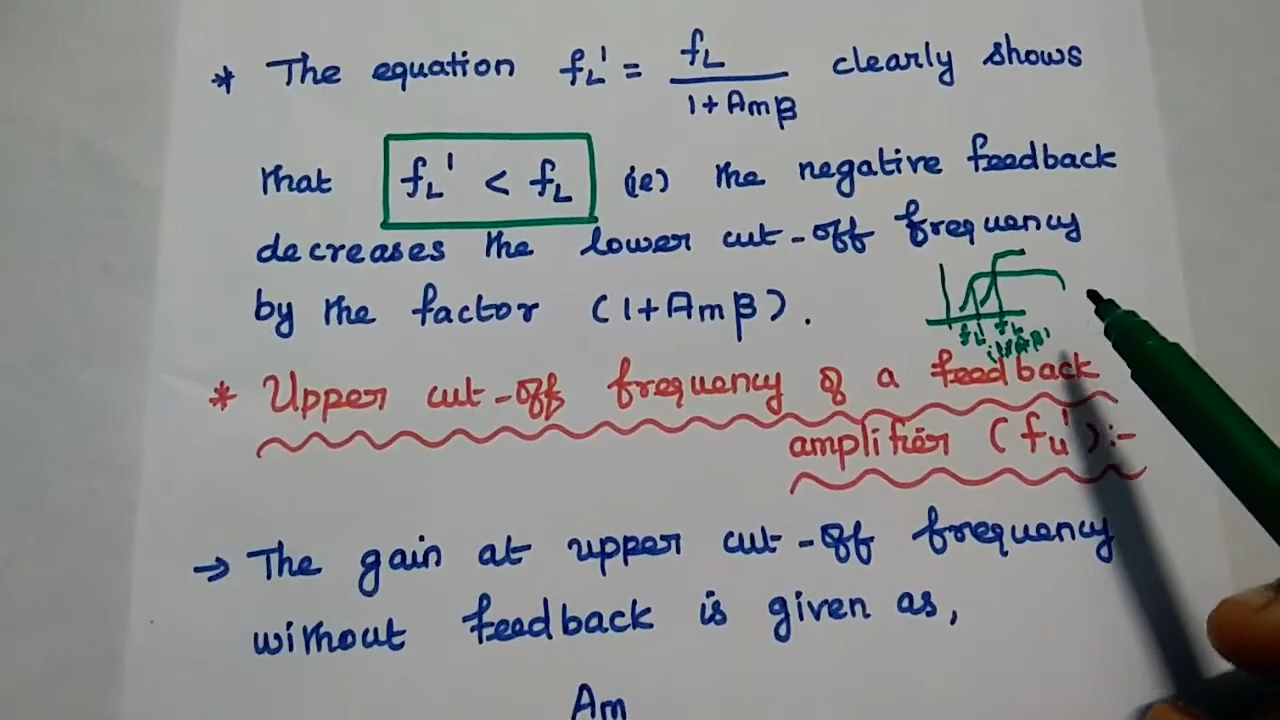 * The equation fL' = fL / 1+Amβ clearly shows
that fL' < fL (ie) the negative feedback
decreases the lower cut-off frequency
by the factor (1+Amβ).
fL' fL
* Upper cut-off frequency of a feedback
amplifier (fu') :-
→ The gain at upper cut-off frequency
without feedback is given as,
Am